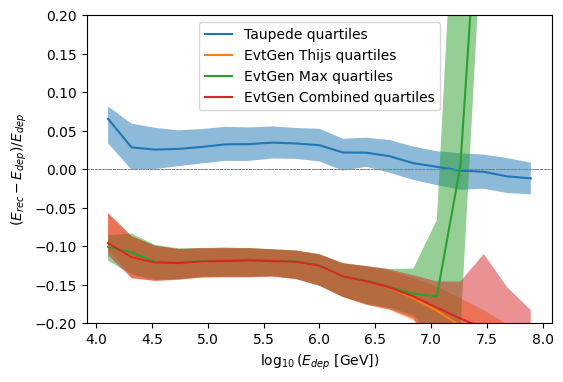 0.20
0.15
0.10
0.05
0.00
−0.05
−0.10
−0.15
−0.20
(E_rec − E_dep)/E_dep
Taupede quartiles
EvtGen Thijs quartiles
EvtGen Max quartiles
EvtGen Combined quartiles
4.0 4.5 5.0 5.5 6.0 6.5 7.0 7.5 8.0
log₁₀(E_dep [GeV])